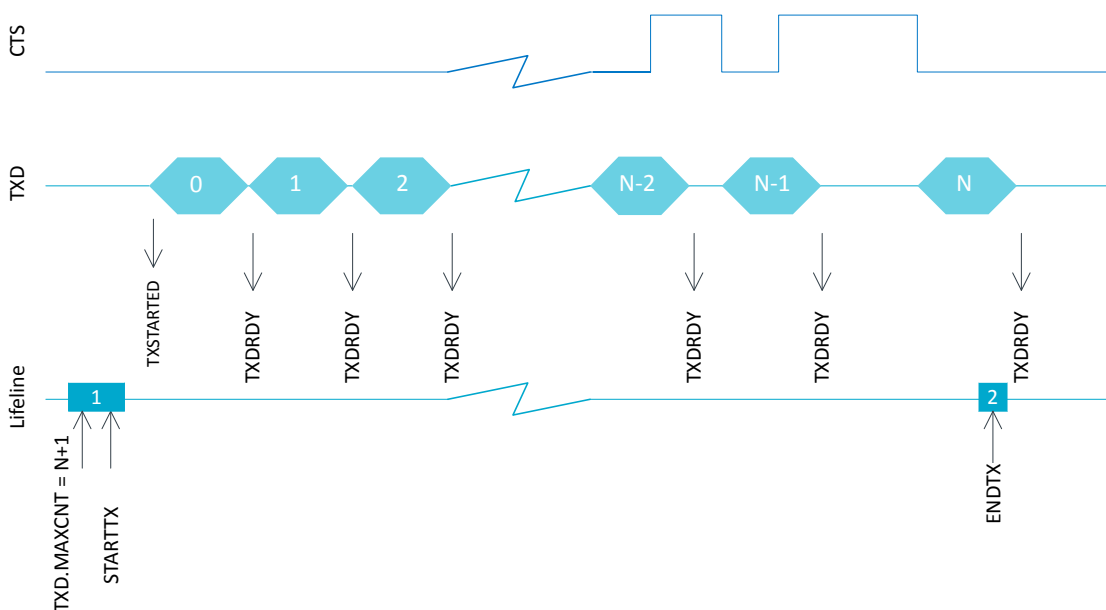 CTS
TXD
0
1
2
N-2
N-1
N
TXSTARTED
TXDRDY
TXDRDY
TXDRDY
TXDRDY
TXDRDY
TXDRDY
Lifeline
1
2
TXD.MAXCNT = N+1
STARTTX
ENDTX